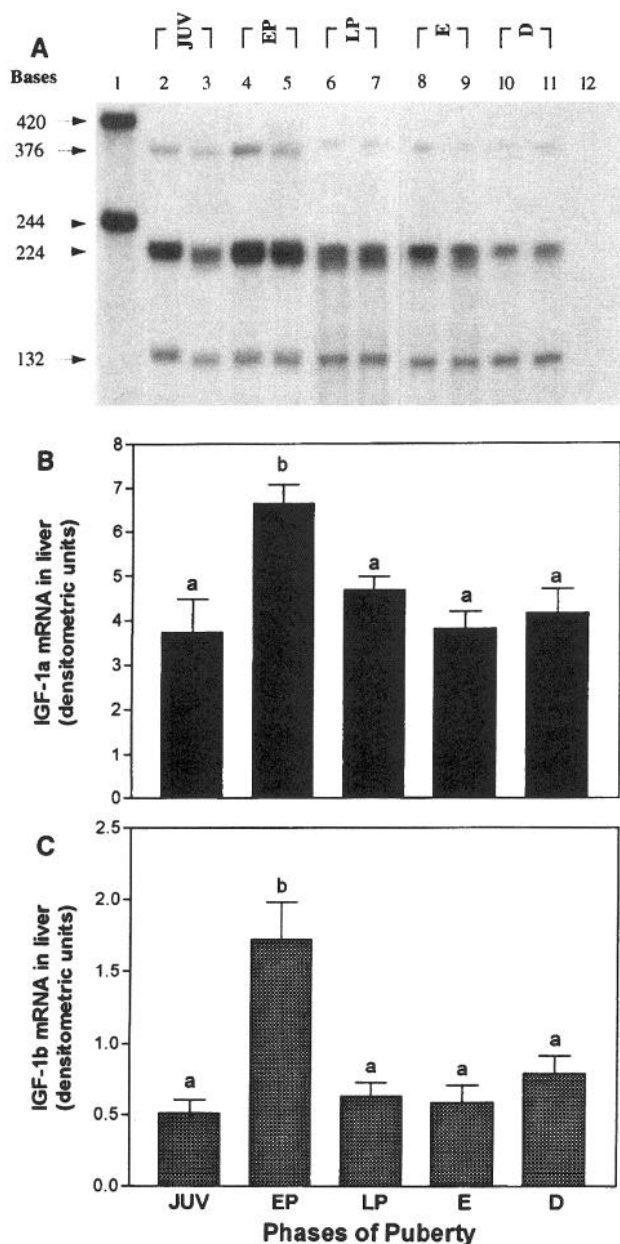 JUV EP LP E D
A
Bases 1 2 3 4 5 6 7 8 9 10 11 12
420
376
244
224
132
B
IGF-1a mRNA in liver
(densitometric units)
8
7
6
5
4
3
2
1
0
a b a a a
C
IGF-1b mRNA in liver
(densitometric units)
2.5
2.0
1.5
1.0
0.5
0.0
a b a a a
JUV EP LP E D
Phases of Puberty